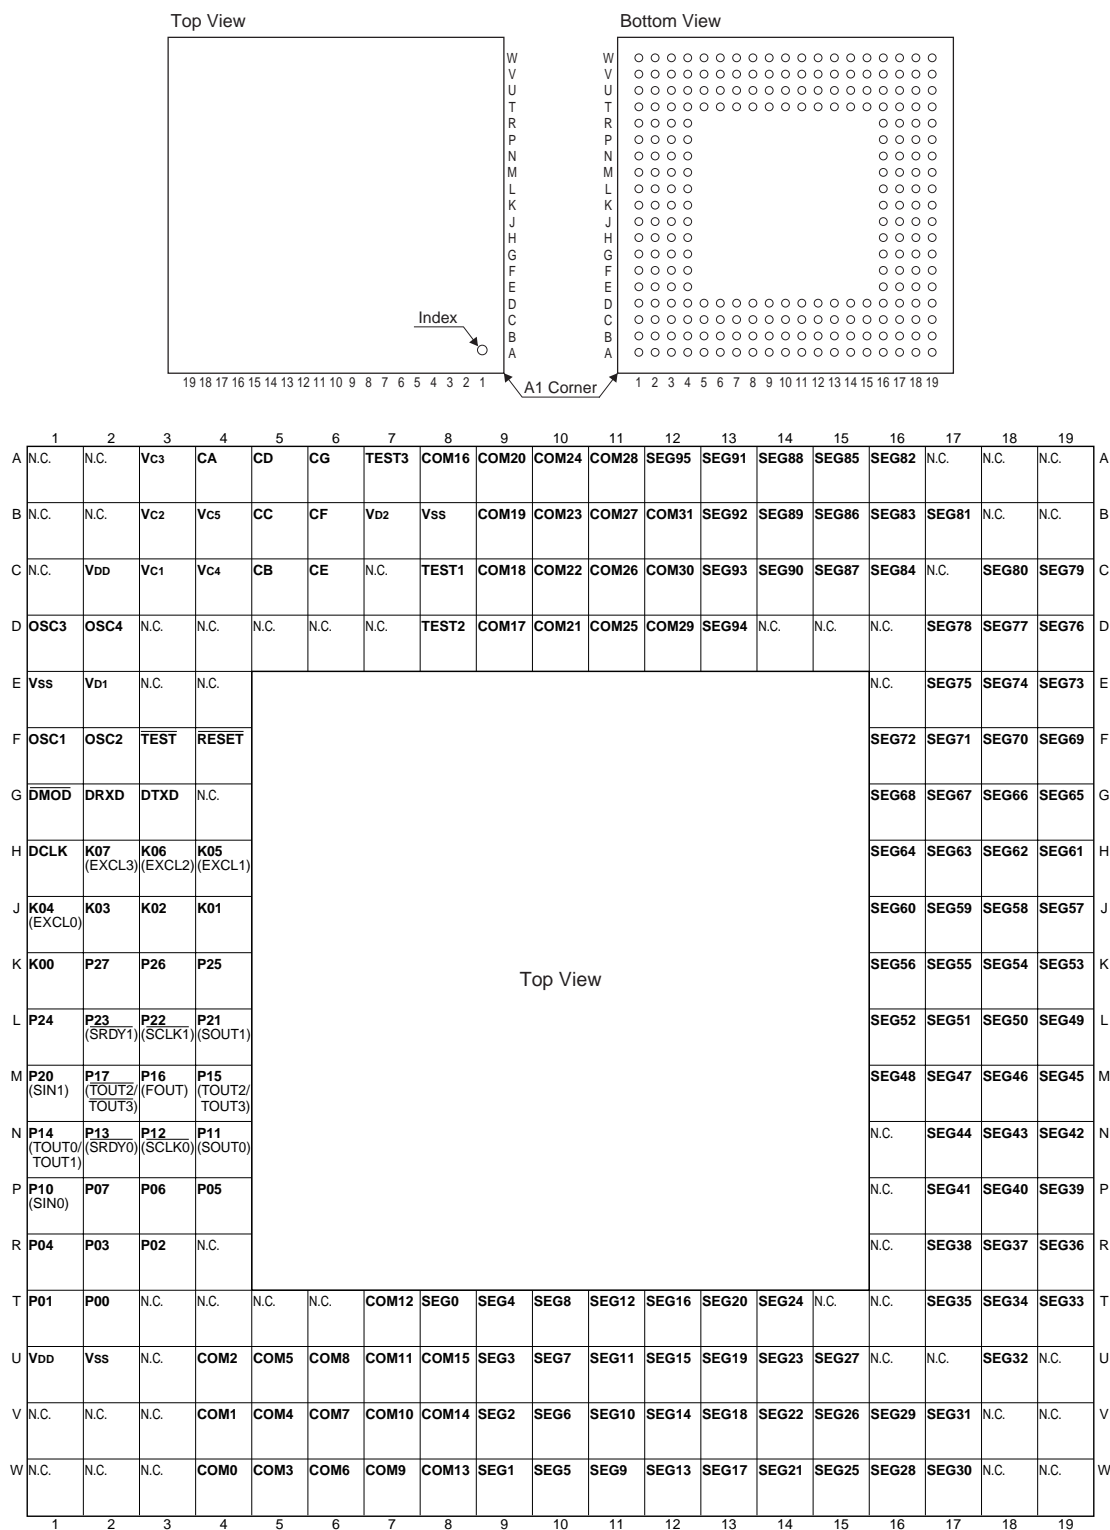 Top View
Bottom View
W
V
U
T
R
P
N
M
L
K
J
H
G
F
E
D
C
B
A
W
V
U
T
R
P
N
M
L
K
J
H
G
F
E
D
C
B
A
Index
A1 Corner
19 18 17 16 15 14 13 12 11 10 9 8 7 6 5 4 3 2 1
1 2 3 4 5 6 7 8 9 10 11 12 13 14 15 16 17 18 19
1 2 3 4 5 6 7 8 9 10 11 12 13 14 15 16 17 18 19
A N.C. N.C. VC3 CA CD CG TEST3 COM16 COM20 COM24 COM28 SEG95 SEG91 SEG88 SEG85 SEG82 N.C. N.C. N.C. A
B N.C. N.C. VC2 VC5 CC CF VD2 VSS COM19 COM23 COM27 COM31 SEG92 SEG89 SEG86 SEG83 SEG81 N.C. N.C. B
C N.C. VDD VC1 VC4 CB CE N.C. TEST1 COM18 COM22 COM26 COM30 SEG93 SEG90 SEG87 SEG84 N.C. SEG80 SEG79 C
D OSC3 OSC4 N.C. N.C. N.C. N.C. N.C. TEST2 COM17 COM21 COM25 COM29 SEG94 N.C. N.C. N.C. SEG78 SEG77 SEG76 D
E VSS VD1 N.C. N.C. N.C. SEG75 SEG74 SEG73 E
F OSC1 OSC2 TEST RESET SEG72 SEG71 SEG70 SEG69 F
G DMOD DRXD DTXD N.C. SEG68 SEG67 SEG66 SEG65 G
H DCLK K07 K06 K05 SEG64 SEG63 SEG62 SEG61 H
(EXCL3) (EXCL2) (EXCL1)
J K04 K03 K02 K01 SEG60 SEG59 SEG58 SEG57 J
(EXCL0)
K K00 P27 P26 P25 SEG56 SEG55 SEG54 SEG53 K
Top View
L P24 P23 P22 P21 SEG52 SEG51 SEG50 SEG49 L
(SRDY1) (SCLK1) (SOUT1)
M P20 P17 P16 P15 SEG48 SEG47 SEG46 SEG45 M
(SIN1) (TOUT2/ (FOUT) (TOUT2/
TOUT3) TOUT3)
N P14 P13 P12 P11 N.C. SEG44 SEG43 SEG42 N
(TOUT0/ (SRDY0) (SCLK0) (SOUT0)
TOUT1)
P P10 P07 P06 P05 N.C. SEG41 SEG40 SEG39 P
(SIN0)
R P04 P03 P02 N.C. N.C. SEG38 SEG37 SEG36 R
T P01 P00 N.C. N.C. N.C. N.C. COM12 SEG0 SEG4 SEG8 SEG12 SEG16 SEG20 SEG24 N.C. N.C. SEG35 SEG34 SEG33 T
U VDD VSS N.C. COM2 COM5 COM8 COM11 COM15 SEG3 SEG7 SEG11 SEG15 SEG19 SEG23 SEG27 N.C. N.C. SEG32 N.C. U
V N.C. N.C. N.C. COM1 COM4 COM7 COM10 COM14 SEG2 SEG6 SEG10 SEG14 SEG18 SEG22 SEG26 SEG29 SEG31 N.C. N.C. V
W N.C. N.C. N.C. COM0 COM3 COM6 COM9 COM13 SEG1 SEG5 SEG9 SEG13 SEG17 SEG21 SEG25 SEG28 SEG30 N.C. N.C. W
1 2 3 4 5 6 7 8 9 10 11 12 13 14 15 16 17 18 19